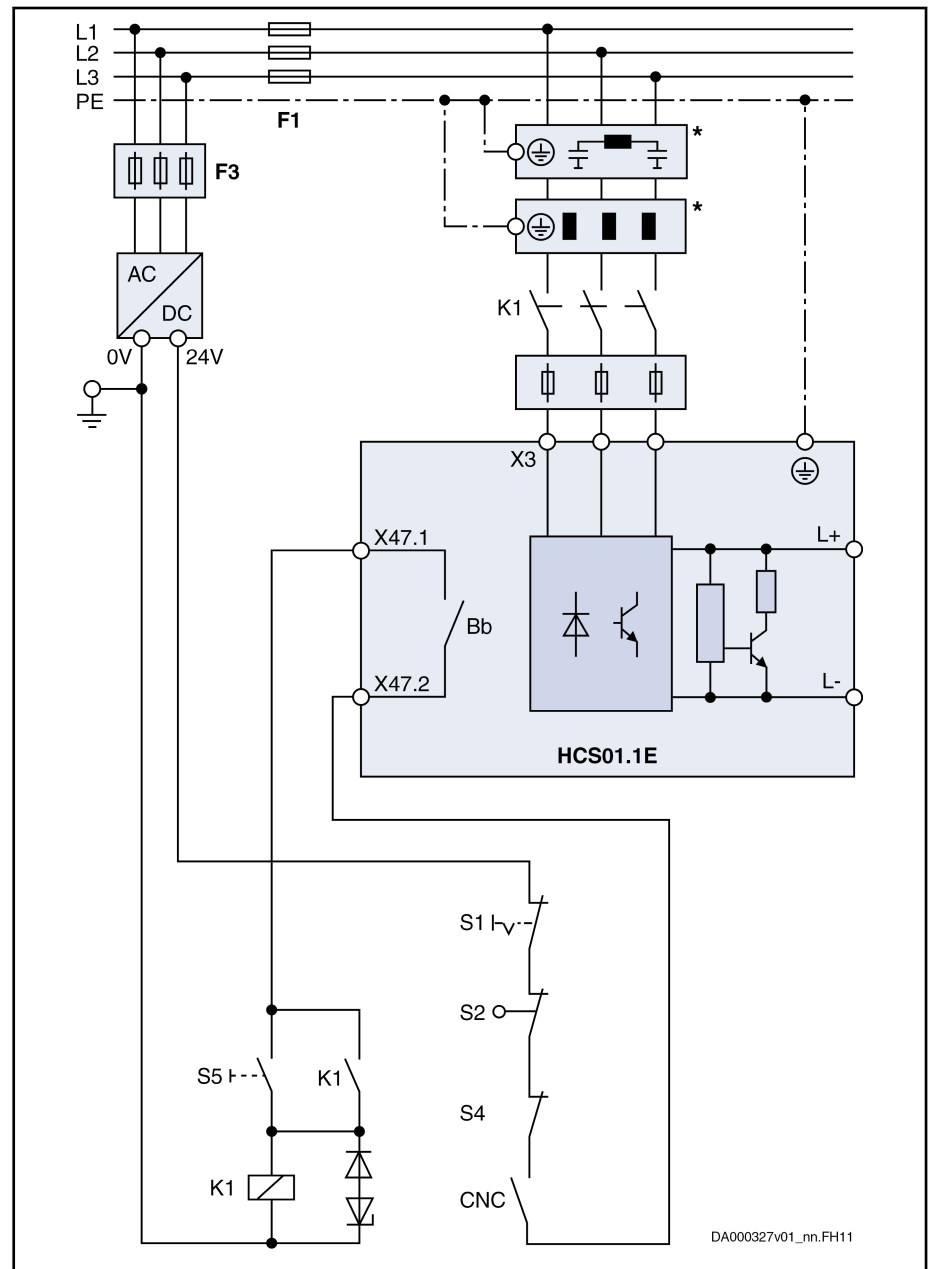 L1
L2
L3
PE
F1
*
F3
*
AC
DC
K1
0V
24V
X3
X47.1
L+
Bb
X47.2
L-
HCS01.1E
S1
S2
S5
K1
S4
K1
CNC
DA000327v01_nn.FH11